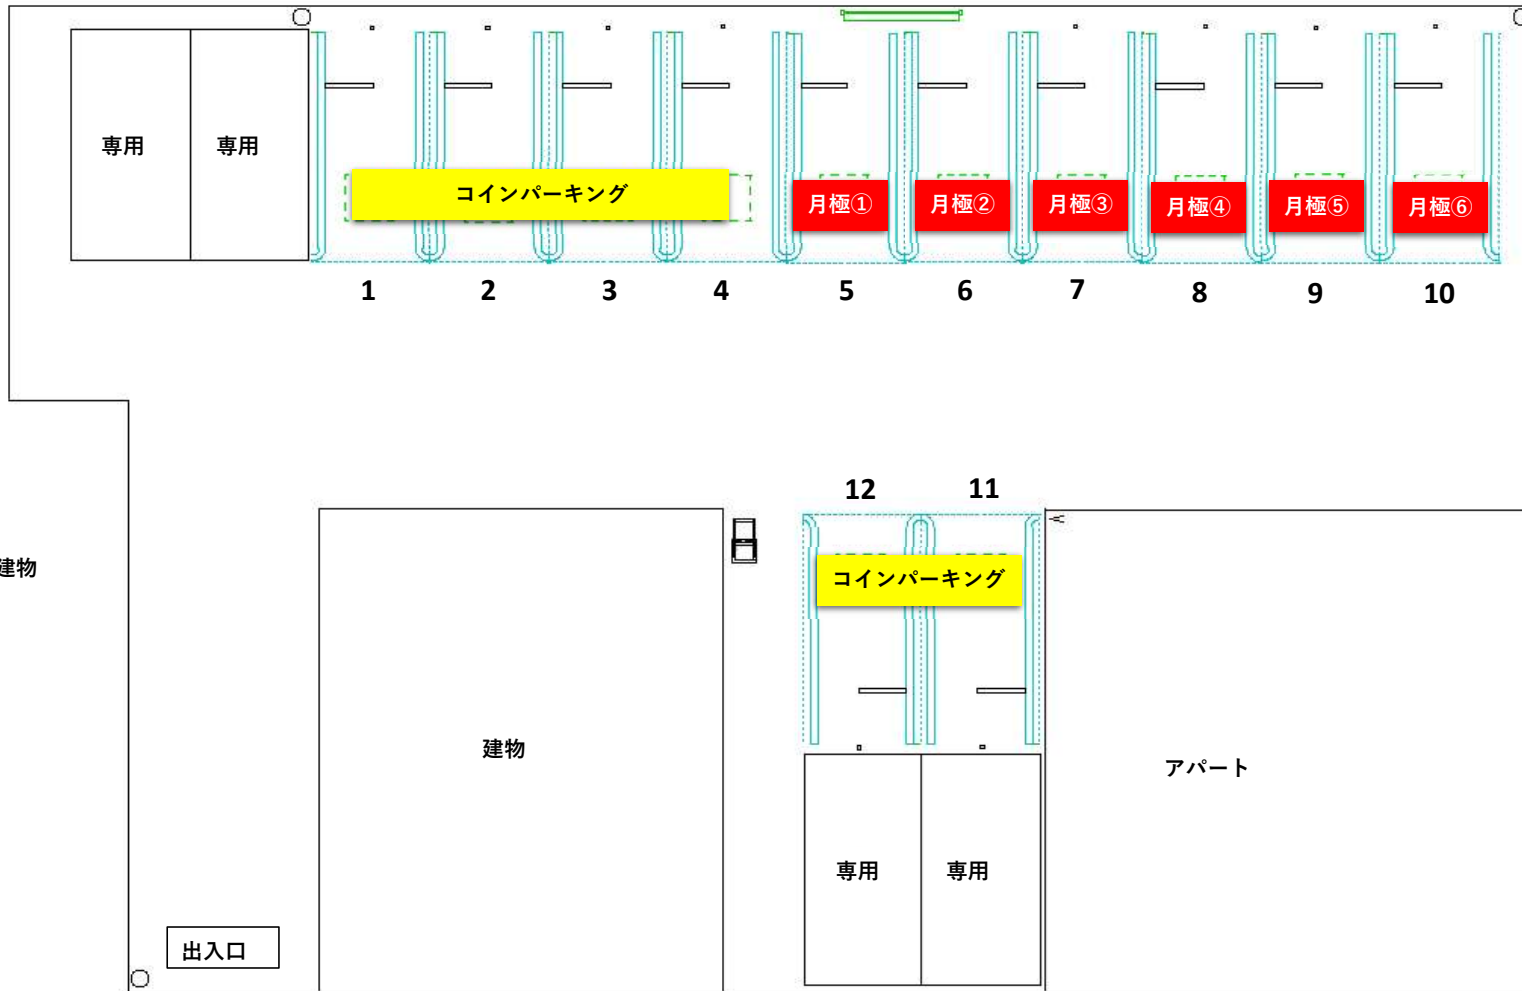 専用
専用
コインパーキング
月極①
月極②
月極③
月極④
月極⑤
月極⑥
1
2
3
4
5
6
7
8
9
10
12
11
コインパーキング
建物
建物
アパート
専用
専用
出入口